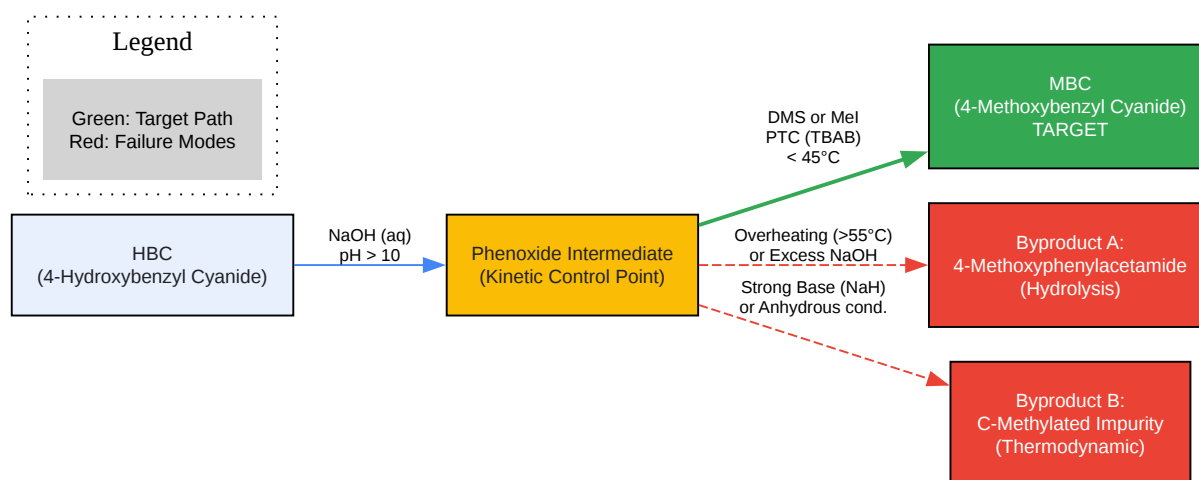 Legend
Green: Target Path
Red: Failure Modes
HBC
(4-Hydroxybenzyl Cyanide)
NaOH (aq)
pH > 10
Phenoxide Intermediate
(Kinetic Control Point)
DMS or MeI
PTC (TBAB)
< 45°C
MBC
(4-Methoxybenzyl Cyanide)
TARGET
Overheating (>55°C)
or Excess NaOH
Byproduct A:
4-Methoxyphenylacetamide
(Hydrolysis)
Strong Base (NaH)
or Anhydrous cond.
Byproduct B:
C-Methylated Impurity
(Thermodynamic)